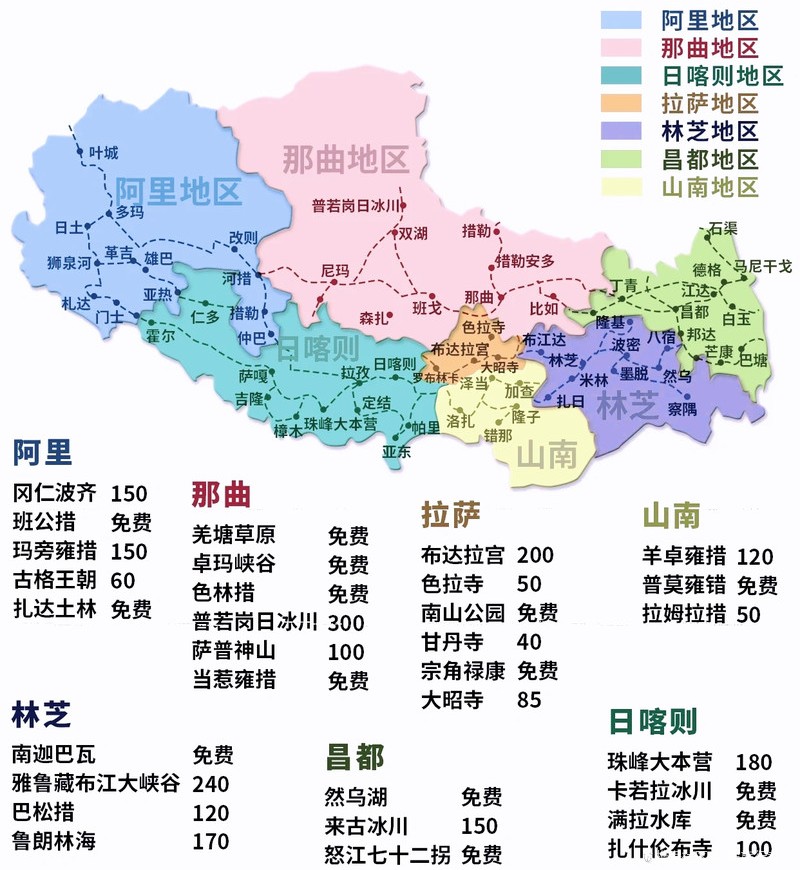 阿里地区
那曲地区
日喀则地区
拉萨地区
林芝地区
昌都地区
山南地区
那曲地区
阿里地区
日喀则
林芝
山南
叶城
多玛
日土
改则
革吉
雄巴
狮泉河
河措
札达
亚热
门士
措勒
仲巴
普若岗日冰川
双湖
措勒
措勒安多
尼玛
班戈
那曲
比如
森扎
石渠
德格
马尼干戈
丁青
江达
昌都
白玉
邦达
芒康
巴塘
仁多
霍尔
萨嘎
吉隆
拉孜
日喀则
定结
珠峰大本营
樟木
帕里
亚东
色拉寺
布达拉宫
大昭寺
罗布林卡
泽当
加查
洛扎
隆子
错那
布江达
隆基
波密
八宿
林芝
米林
墨脱
然乌
扎日
察隅
阿里
冈仁波齐 150
班公措 免费
玛旁雍措 150
古格王朝 60
扎达土林 免费
那曲
羌塘草原 免费
卓玛峡谷 免费
色林措 免费
普若岗日冰川 300
萨普神山 100
当惹雍措 免费
拉萨
布达拉宫 200
色拉寺 50
南山公园 免费
甘丹寺 40
宗角禄康 免费
大昭寺 85
山南
羊卓雍措 120
普莫雍错 免费
拉姆拉措 50
林芝
南迦巴瓦 免费
雅鲁藏布江大峡谷 240
巴松措 120
鲁朗林海 170
昌都
然乌湖 免费
来古冰川 150
怒江七十二拐 免费
日喀则
珠峰大本营 180
卡若拉冰川 免费
满拉水库 免费
扎什伦布寺 100